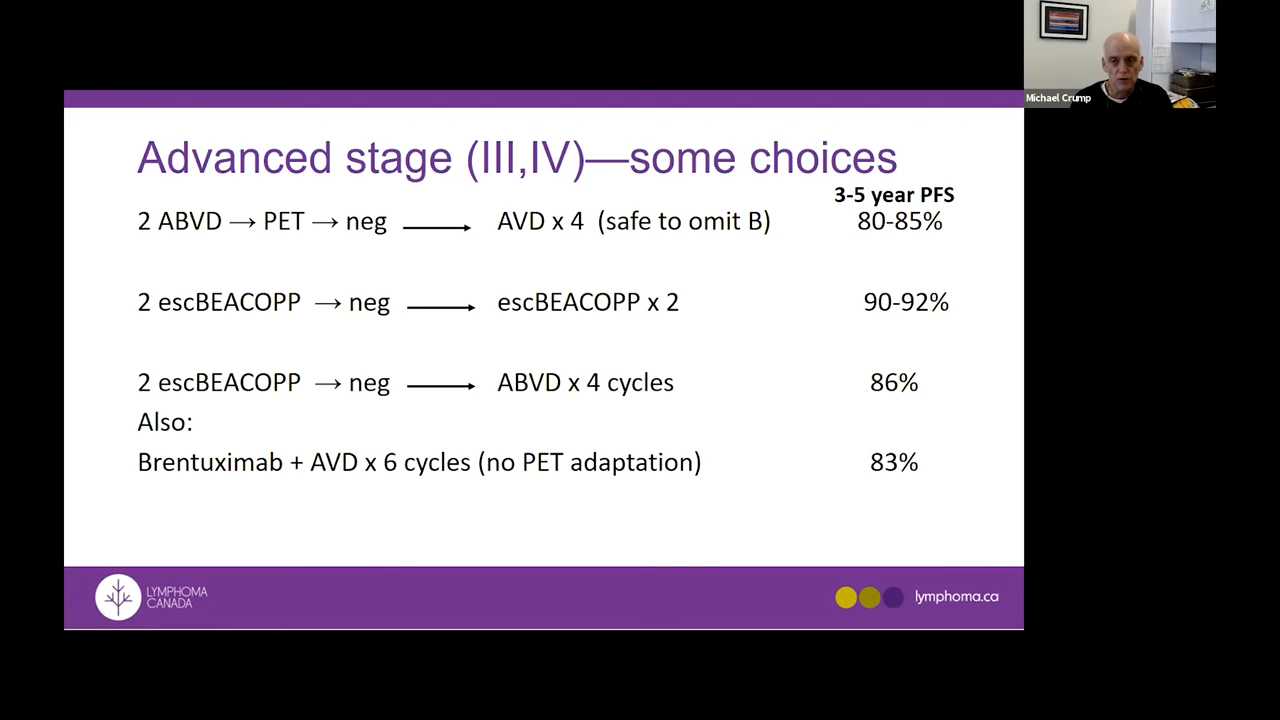 Michael Crump
Advanced stage (III,IV)—some choices
3-5 year PFS
2 ABVD → PET → neg → AVD x 4 (safe to omit B) 80-85%
2 escBEACOPP → neg → escBEACOPP x 2 90-92%
2 escBEACOPP → neg → ABVD x 4 cycles 86%
Also:
Brentuximab + AVD x 6 cycles (no PET adaptation) 83%
LYMPHOMA
CANADA
lymphoma.ca